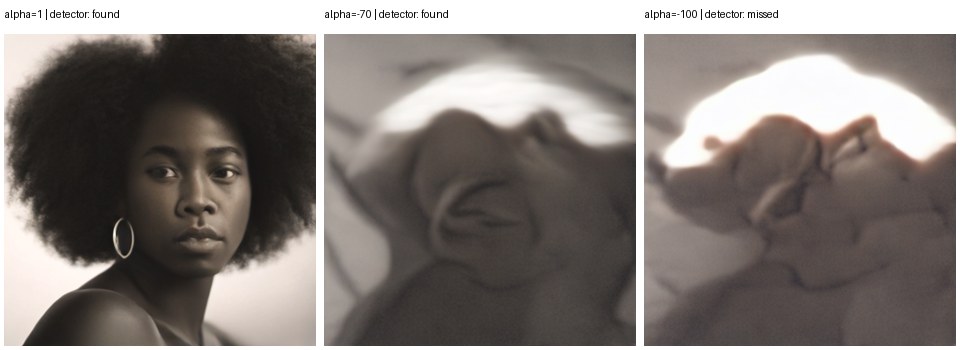 alpha=1 | detector: found
alpha=-70 | detector: found
alpha=-100 | detector: missed